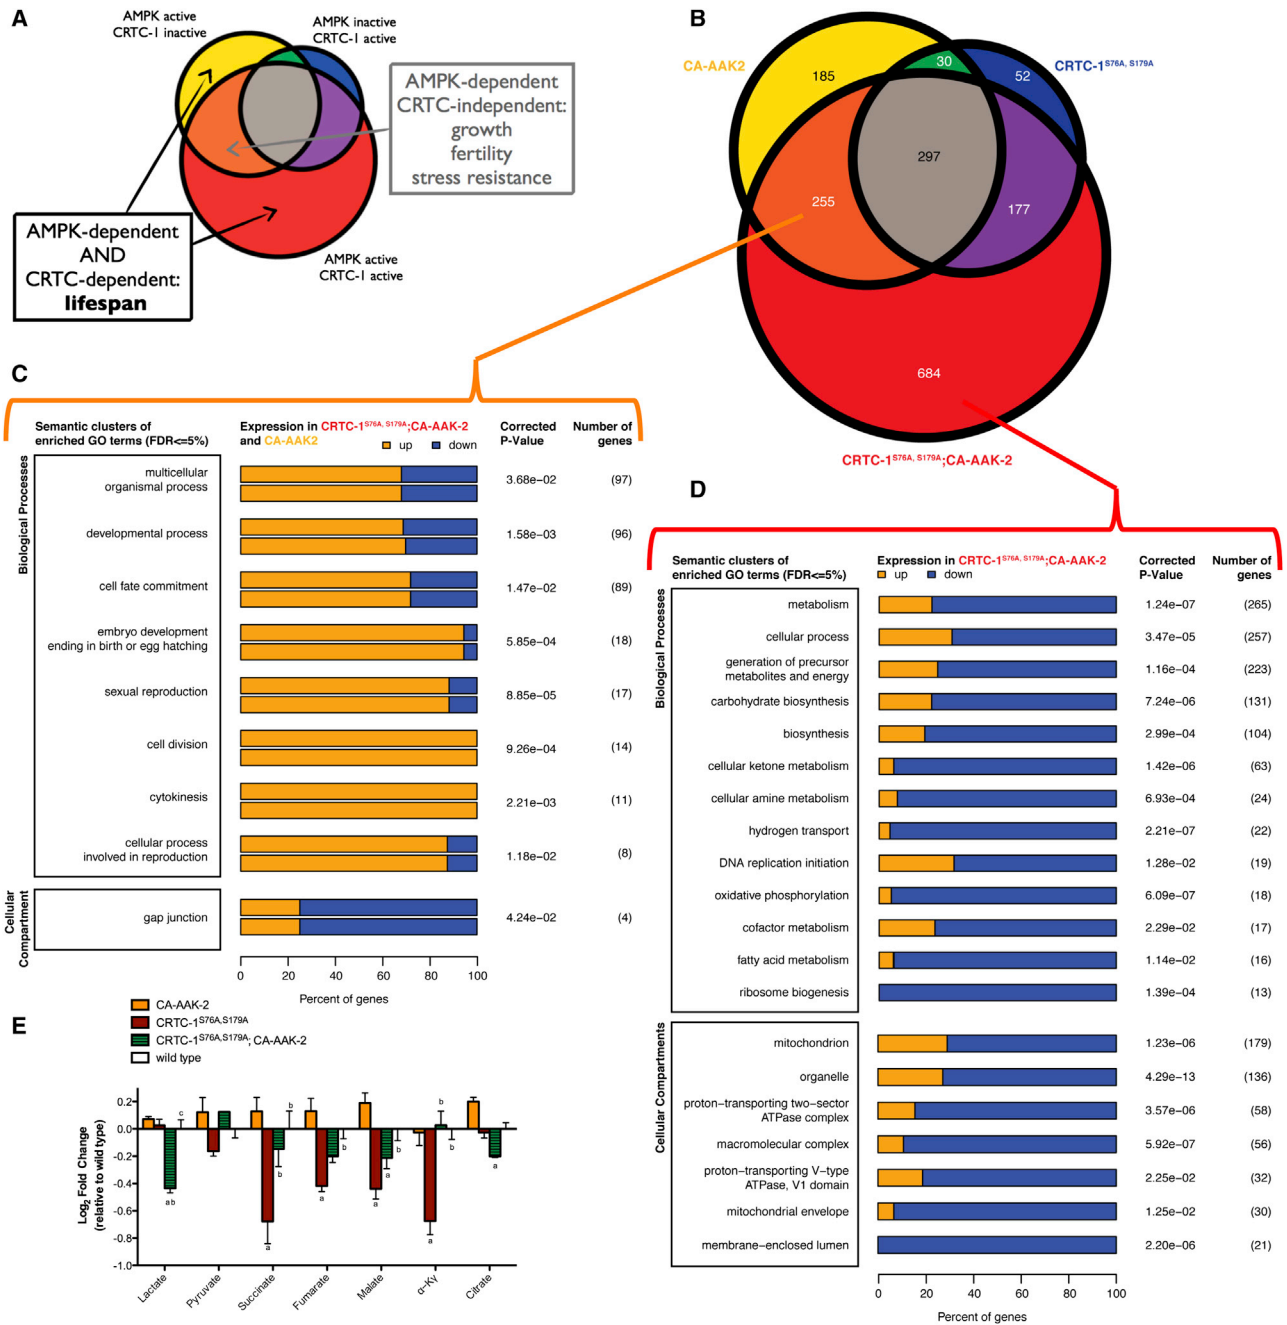 A
AMPK active
CRTC-1 inactive
AMPK inactive
CRTC-1 active
AMPK-dependent
CRTC-independent:
growth
fertility
stress resistance
AMPK-dependent
AND
CRTC-dependent:
lifespan
AMPK active
CRTC-1 active
B
CA-AAK2
CRTC-1S76A, S179A
185
30
52
297
255
177
684
CRTC-1S76A, S179A;CA-AAK-2
C
Semantic clusters of
enriched GO terms (FDR<=5%)
Expression in CRTC-1S76A, S179A;CA-AAK-2
and CA-AAK2
up down
Corrected
P-Value
Number of
genes
Biological Processes
multicellular
organismal process
3.68e−02 (97)
developmental process 1.58e−03 (96)
cell fate commitment 1.47e−02 (89)
embryo development
ending in birth or egg hatching
5.85e−04 (18)
sexual reproduction 8.85e−05 (17)
cell division 9.26e−04 (14)
cytokinesis 2.21e−03 (11)
cellular process
involved in reproduction
1.18e−02 (8)
Cellular
Compartment
gap junction 4.24e−02 (4)
0 20 40 60 80 100
Percent of genes
D
Semantic clusters of
enriched GO terms (FDR<=5%)
Expression in CRTC-1S76A, S179A;CA-AAK-2
up down
Corrected
P-Value
Number of
genes
Biological Processes
metabolism 1.24e−07 (265)
cellular process 3.47e−05 (257)
generation of precursor
metabolites and energy
1.16e−04 (223)
carbohydrate biosynthesis 7.24e−06 (131)
biosynthesis 2.99e−04 (104)
cellular ketone metabolism 1.42e−06 (63)
cellular amine metabolism 6.93e−04 (24)
hydrogen transport 2.21e−07 (22)
DNA replication initiation 1.28e−02 (19)
oxidative phosphorylation 6.09e−07 (18)
cofactor metabolism 2.29e−02 (17)
fatty acid metabolism 1.14e−02 (16)
ribosome biogenesis 1.39e−04 (13)
Cellular Compartments
mitochondrion 1.23e−06 (179)
organelle 4.29e−13 (136)
proton−transporting two−sector
ATPase complex
3.57e−06 (58)
macromolecular complex 5.92e−07 (56)
proton−transporting V−type
ATPase, V1 domain
2.25e−02 (32)
mitochondrial envelope 1.25e−02 (30)
membrane−enclosed lumen 2.20e−06 (21)
0 20 40 60 80 100
Percent of genes
E
CA-AAK-2
CRTC-1S76A,S179A
CRTC-1S76A,S179A; CA-AAK-2
wild type
Log2 Fold Change
(relative to wild type)
0.2
0.0
-0.2
-0.4
-0.6
-0.8
-1.0
c
ab
b
b
a
b
a
b
a
a
b
b
a
a
Lactate
Pyruvate
Succinate
Fumarate
Malate
α−Kγ
Citrate